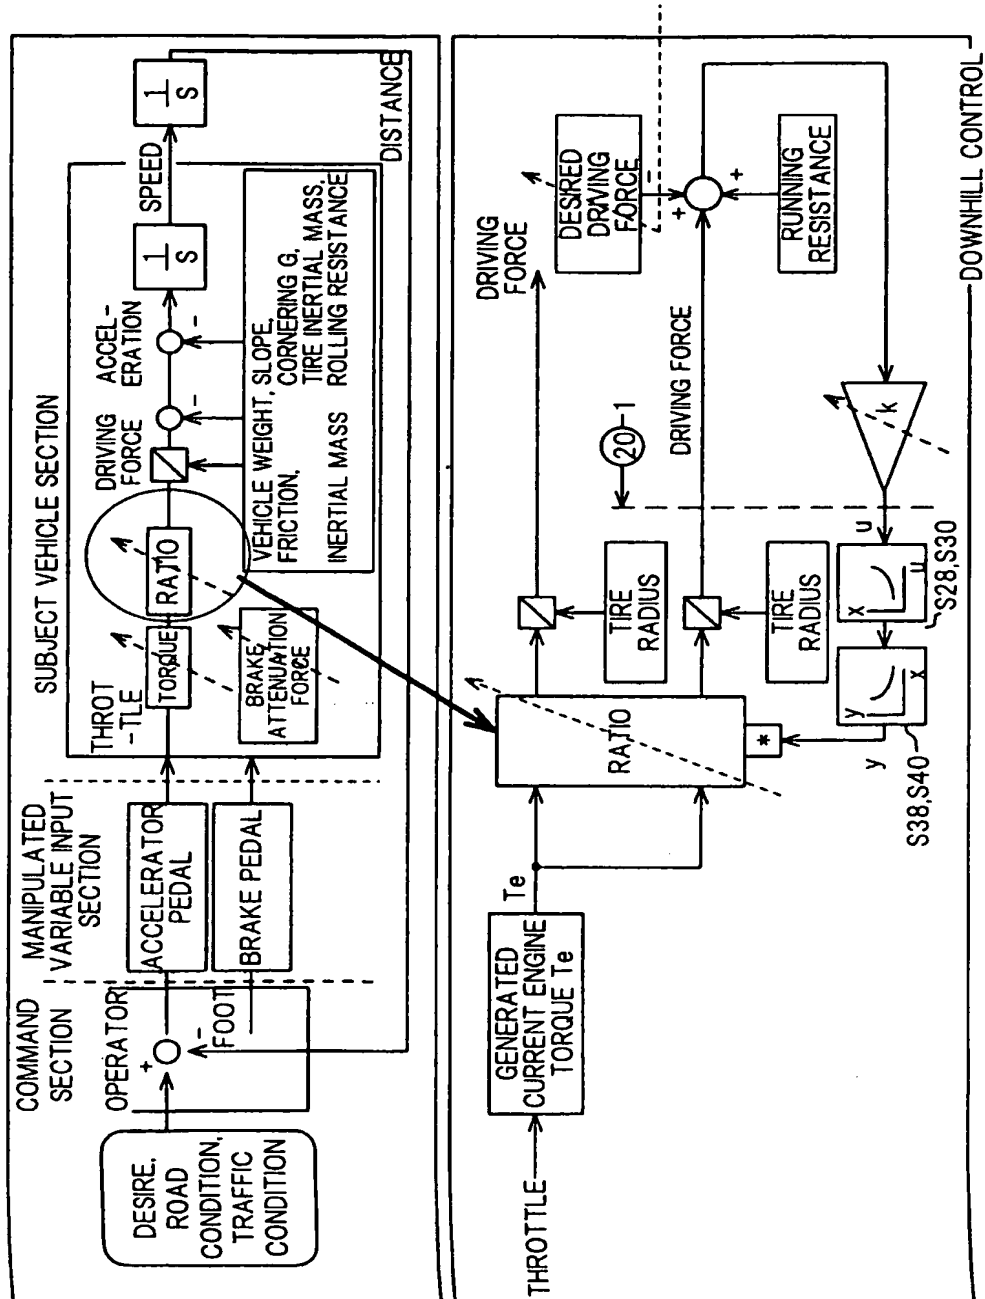 COMMAND
SECTION
MANIPULATED
VARIABLE INPUT
SECTION
SUBJECT VEHICLE SECTION
OPERATOR
DESIRE,
ROAD
CONDITION,
TRAFFIC
CONDITION
+
-
FOOT
ACCELERATOR
PEDAL
BRAKE PEDAL
THROT
-TLE
TORQUE
RATIO
BRAKE
ATTENUATION
FORCE
DRIVING
FORCE
ACCEL-
ERATION
-
-
1
S
SPEED
1
S
VEHICLE WEIGHT, SLOPE,
FRICTION, CORNERING G,
TIRE INERTIAL MASS,
INERTIAL MASS ROLLING RESISTANCE
DISTANCE
THROTTLE
GENERATED
CURRENT ENGINE
TORQUE Te
Te
RATIO
*
TIRE
RADIUS
DRIVING
FORCE
TIRE
RADIUS
DRIVING FORCE
20-1
DESIRED
DRIVING
FORCE
-
+
+
RUNNING
RESISTANCE
k
u
X
u
S28,S30
y
X
S38,S40
y
DOWNHILL CONTROL